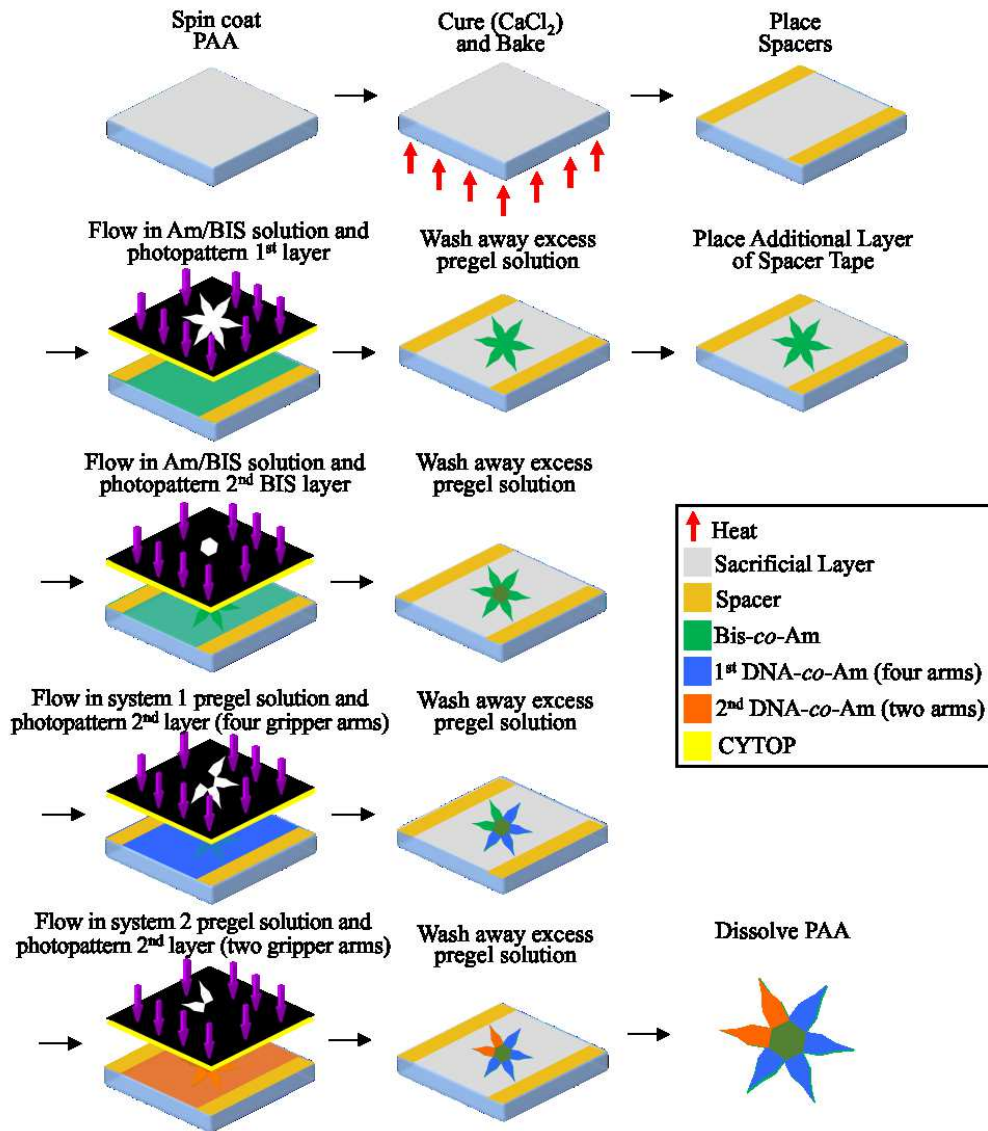 Spin coat
PAA
Cure (CaCl₂)
and Bake
Place
Spacers
Flow in Am/BIS solution and
photopattern 1ˢᵗ layer
Wash away excess
pregel solution
Place Additional Layer
of Spacer Tape
Flow in Am/BIS solution and
photopattern 2ⁿᵈ BIS layer
Wash away excess
pregel solution
Heat
Sacrificial Layer
Spacer
Bis-co-Am
1ˢᵗ DNA-co-Am (four arms)
2ⁿᵈ DNA-co-Am (two arms)
CYTOP
Flow in system 1 pregel solution and
photopattern 2ⁿᵈ layer (four gripper arms)
Wash away excess
pregel solution
Flow in system 2 pregel solution and
photopattern 2ⁿᵈ layer (two gripper arms)
Wash away excess
pregel solution
Dissolve PAA